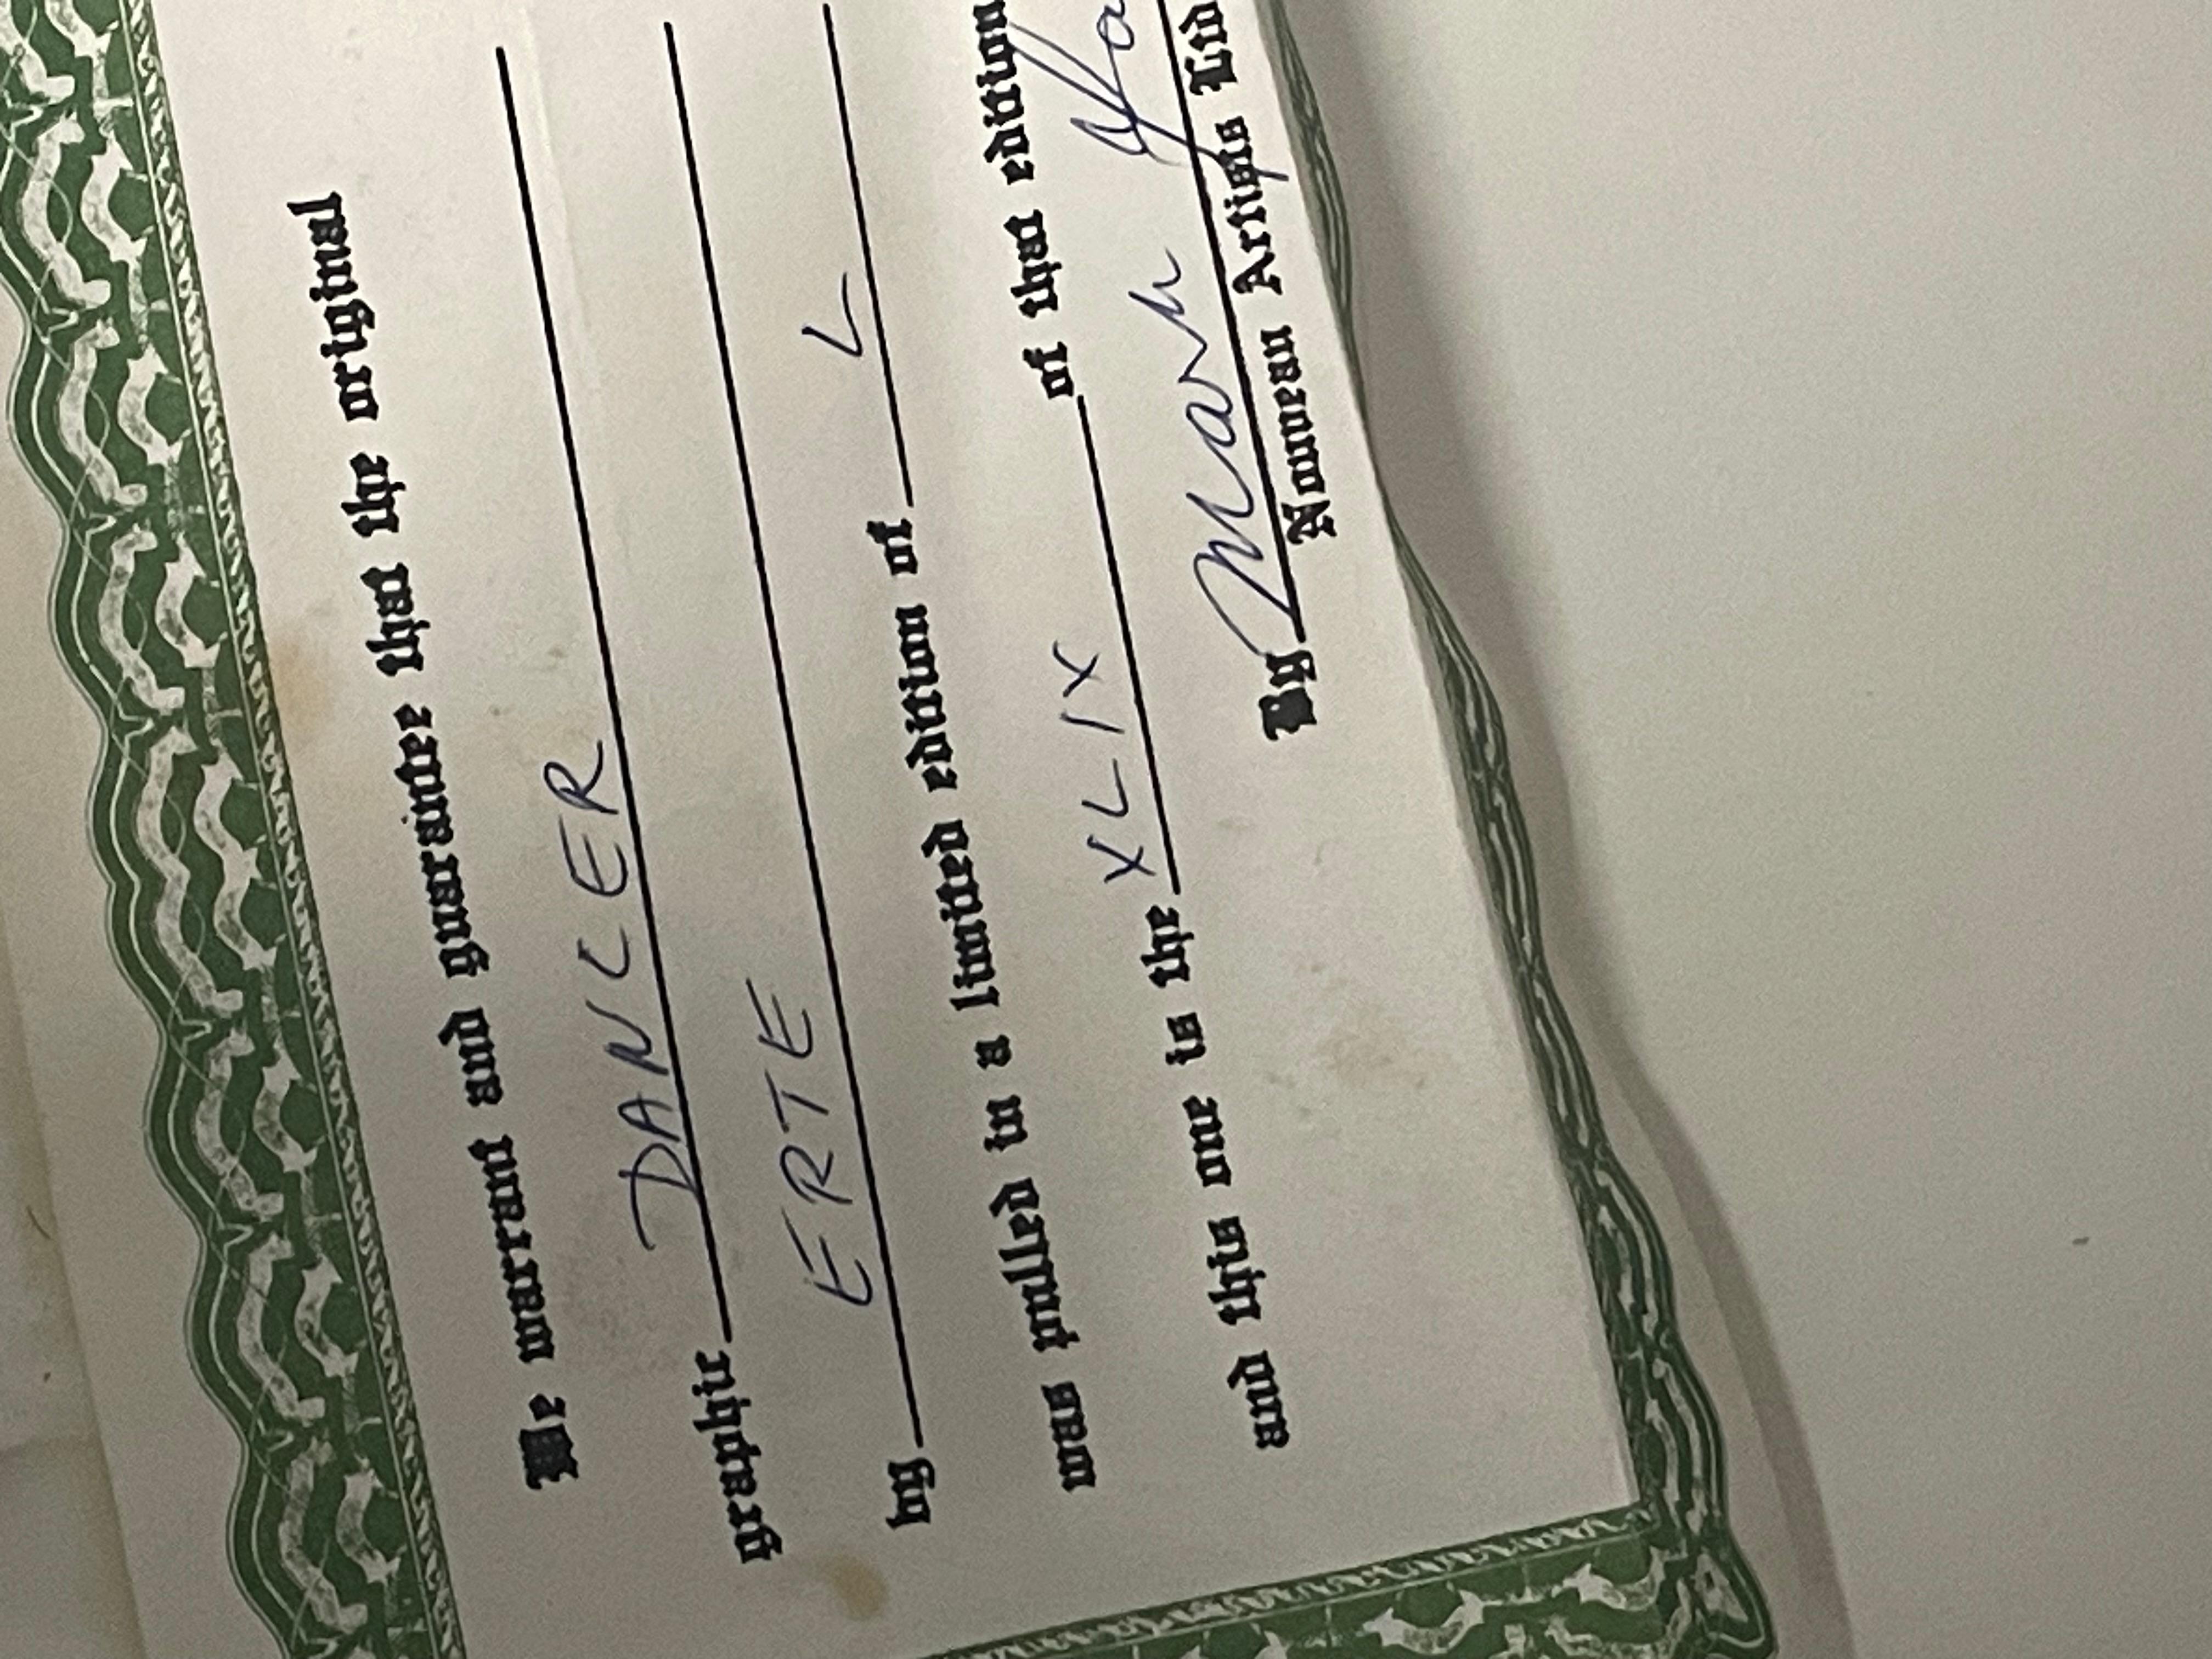 We warrant and guarantee that the original
graphic DANCER
by ERTE
was pulled in a limited edition of L
and this one is the XLIX of that edition
By Mark
Noumean Artists Ltd